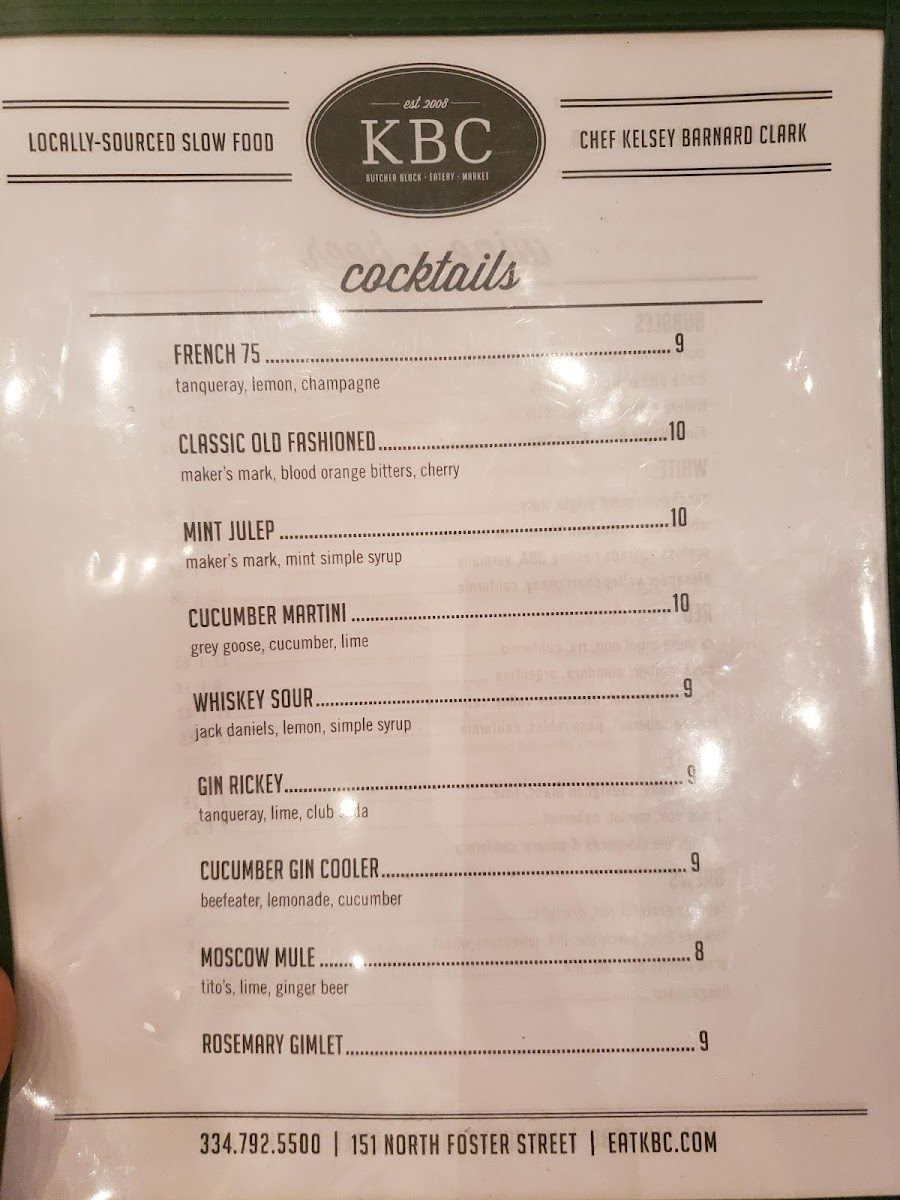 LOCALLY-SOURCED SLOW FOOD
est 2008
KBC
BUTCHER BLOCK · EATERY · MARKET
CHEF KELSEY BARNARD CLARK
cocktails
FRENCH 75 ........ 9
tanqueray, lemon, champagne
CLASSIC OLD FASHIONED ........ 10
maker's mark, blood orange bitters, cherry
MINT JULEP ........ 10
maker's mark, mint simple syrup
CUCUMBER MARTINI ........ 10
grey goose, cucumber, lime
WHISKEY SOUR ........ 9
jack daniels, lemon, simple syrup
GIN RICKEY ........ 9
tanqueray, lime, club soda
CUCUMBER GIN COOLER ........ 9
beefeater, lemonade, cucumber
MOSCOW MULE ........ 8
tito's, lime, ginger beer
ROSEMARY GIMLET ........ 9
334.792.5500 | 151 NORTH FOSTER STREET | EATKBC.COM